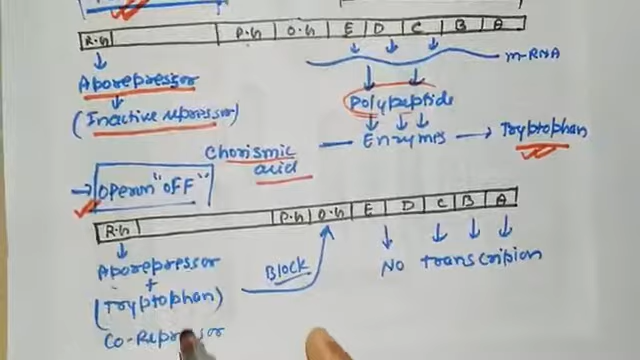 R.G P.G O.G E D C B A
m-RNA
Aporepressor
(Inactive repressor)
Polypeptide
Chorismic acid Enzymes Tryptophan
Operon "OFF"
R.G P.G O.G E D C B A
Aporepressor
+
(Tryptophan)
Co-Repressor
Block
No transcription